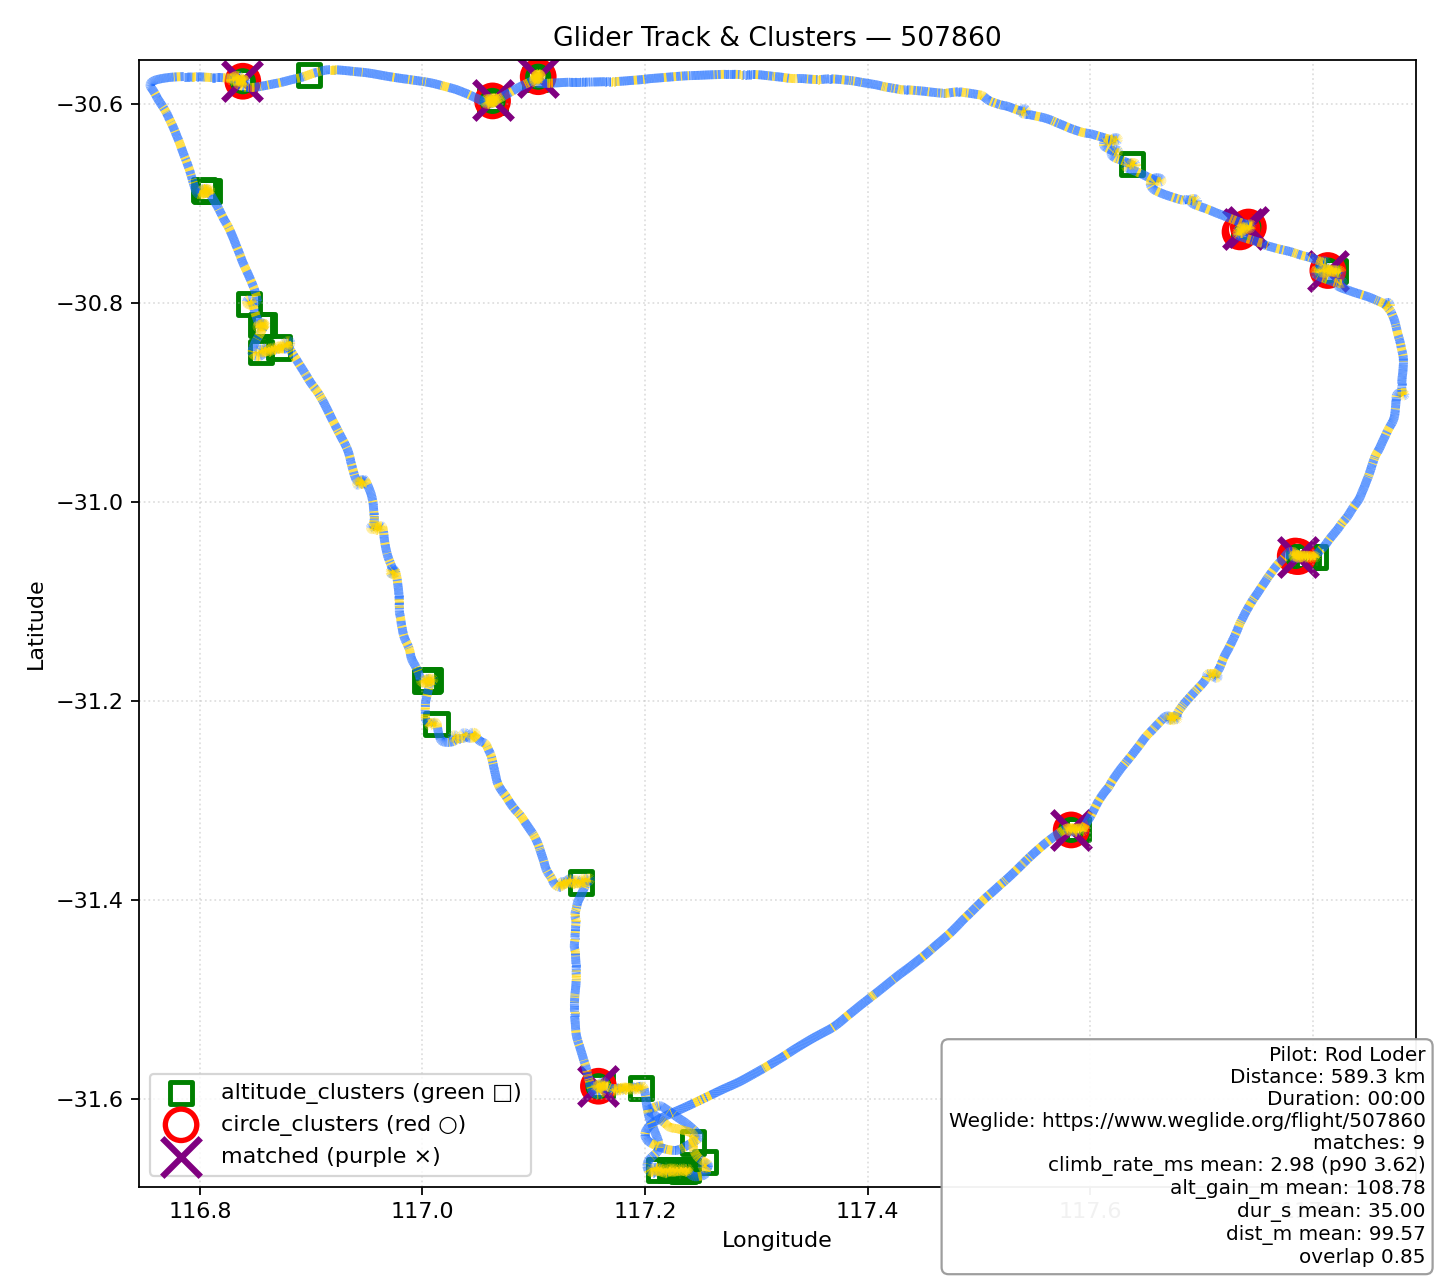 Glider Track & Clusters — 507860
Latitude
−30.6
−30.8
−31.0
−31.2
−31.4
−31.6
altitude_clusters (green □)
circle_clusters (red ○)
matched (purple ×)
116.8 117.0 117.2 117.4 117.6
Longitude
Pilot: Rod Loder
Distance: 589.3 km
Duration: 00:00
Weglide: https://www.weglide.org/flight/507860
matches: 9
climb_rate_ms mean: 2.98 (p90 3.62)
alt_gain_m mean: 108.78
dur_s mean: 35.00
dist_m mean: 99.57
overlap 0.85